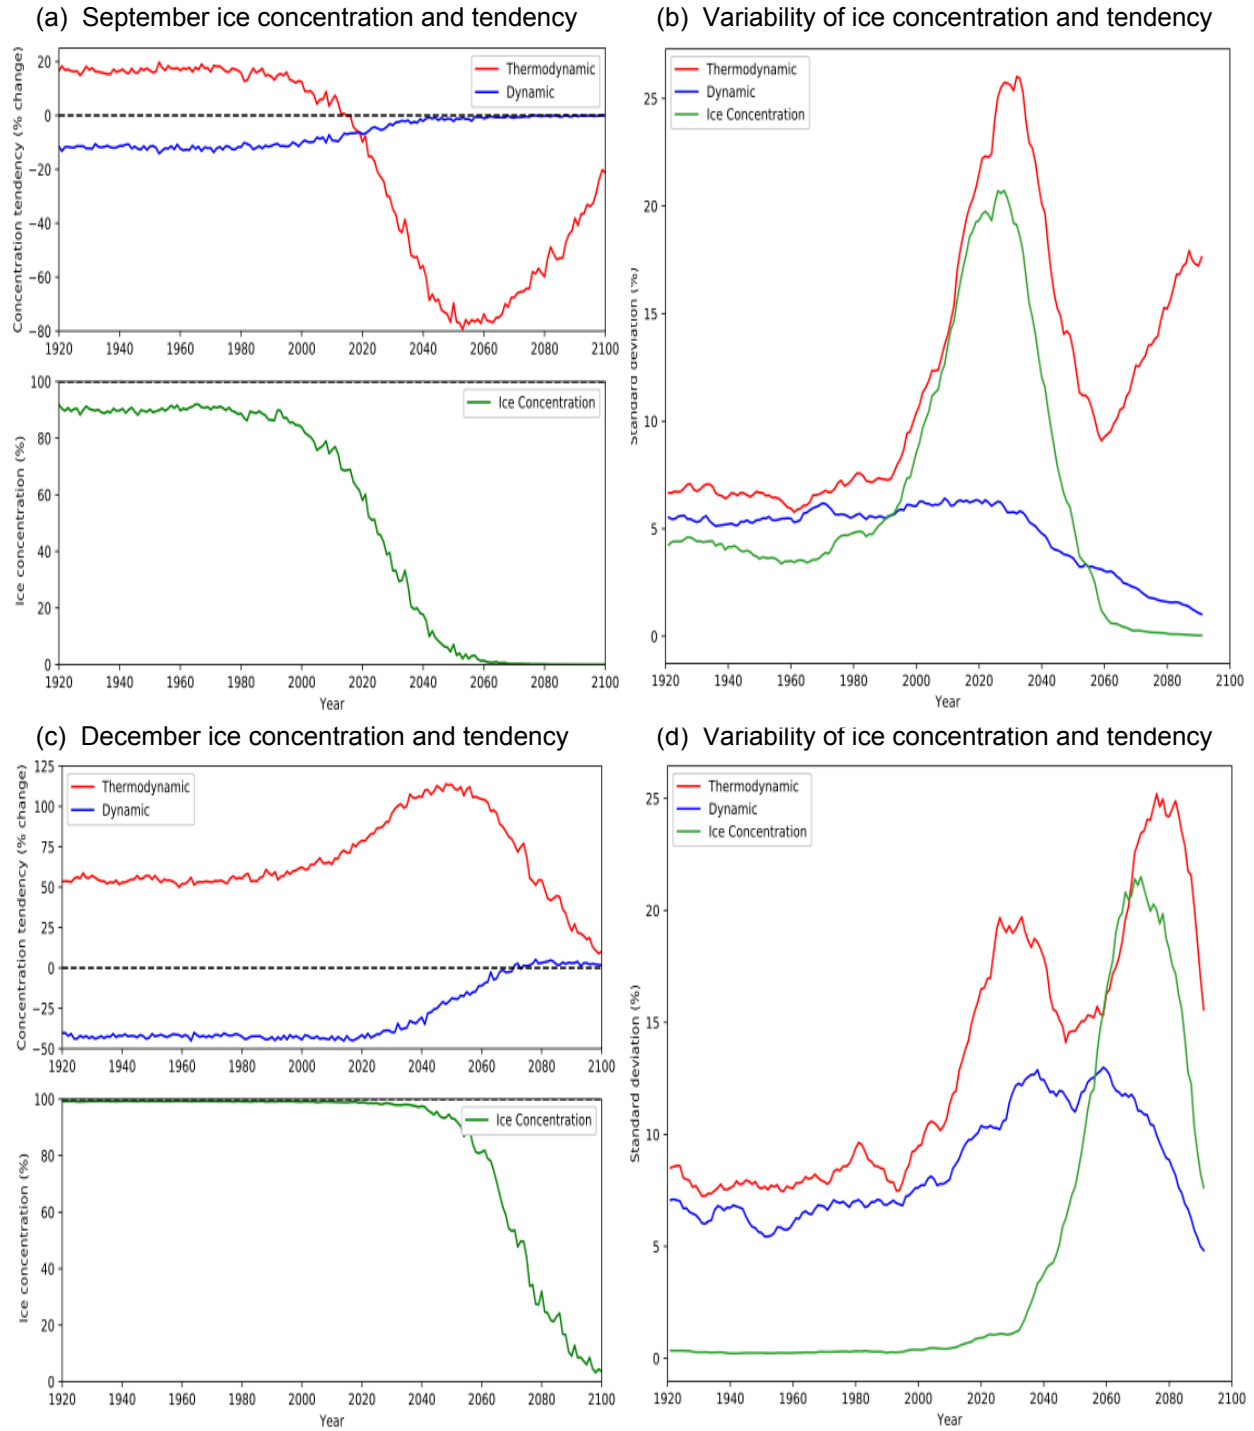 (a) September ice concentration and tendency
Concentration tendency (% change)
20
0
−20
−40
−60
−80
Thermodynamic
Dynamic
1920 1940 1960 1980 2000 2020 2040 2060 2080 2100
Ice concentration (%)
100
80
60
40
20
0
Ice Concentration
1920 1940 1960 1980 2000 2020 2040 2060 2080 2100
Year
(b) Variability of ice concentration and tendency
Standard deviation (%)
25
20
15
10
5
0
Thermodynamic
Dynamic
Ice Concentration
1920 1940 1960 1980 2000 2020 2040 2060 2080 2100
Year
(c) December ice concentration and tendency
Concentration tendency (% change)
125
100
75
50
25
0
−25
−50
Thermodynamic
Dynamic
1920 1940 1960 1980 2000 2020 2040 2060 2080 2100
Ice concentration (%)
100
80
60
40
20
0
Ice Concentration
1920 1940 1960 1980 2000 2020 2040 2060 2080 2100
Year
(d) Variability of ice concentration and tendency
Standard deviation (%)
25
20
15
10
5
0
Thermodynamic
Dynamic
Ice Concentration
1920 1940 1960 1980 2000 2020 2040 2060 2080 2100
Year